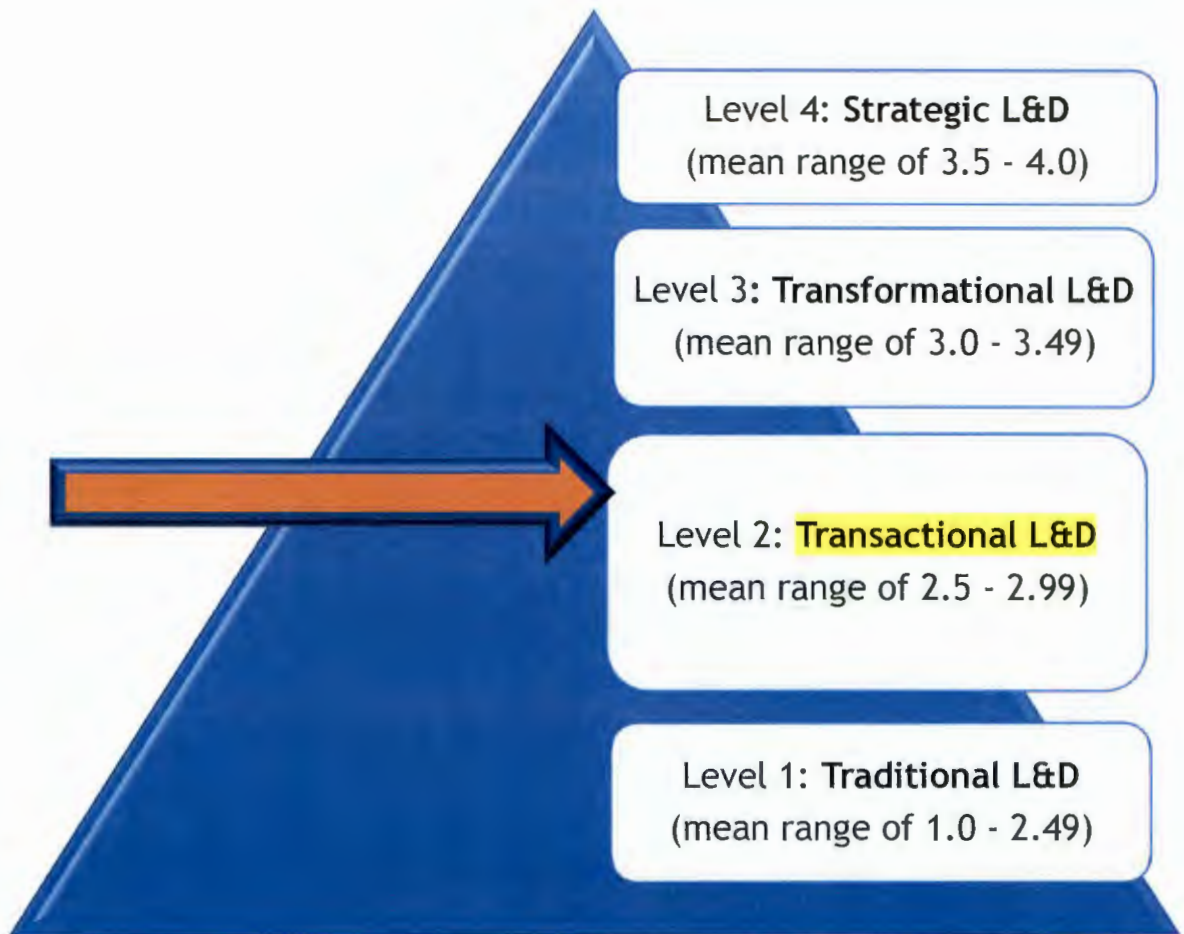 Level 4: Strategic L&D
(mean range of 3.5 - 4.0)
Level 3: Transformational L&D
(mean range of 3.0 - 3.49)
Level 2: Transactional L&D
(mean range of 2.5 - 2.99)
Level 1: Traditional L&D
(mean range of 1.0 - 2.49)